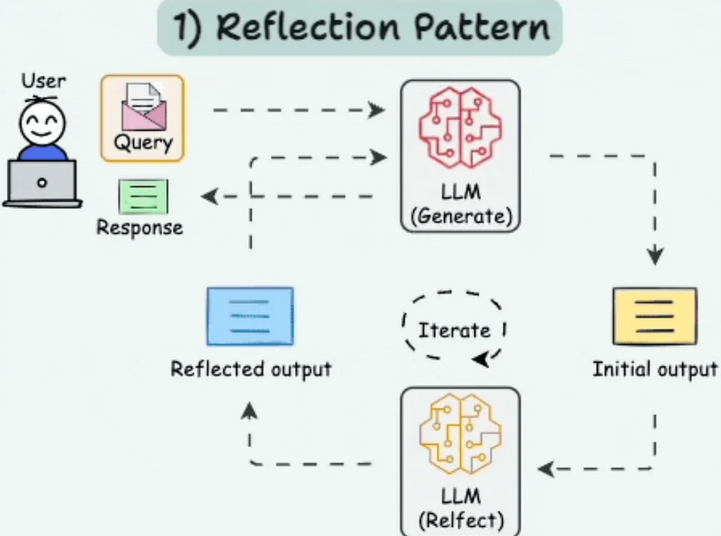 1) Reflection Pattern
User
Query
Response
LLM
(Generate)
Reflected output
Iterate
Initial output
LLM
(Relfect)